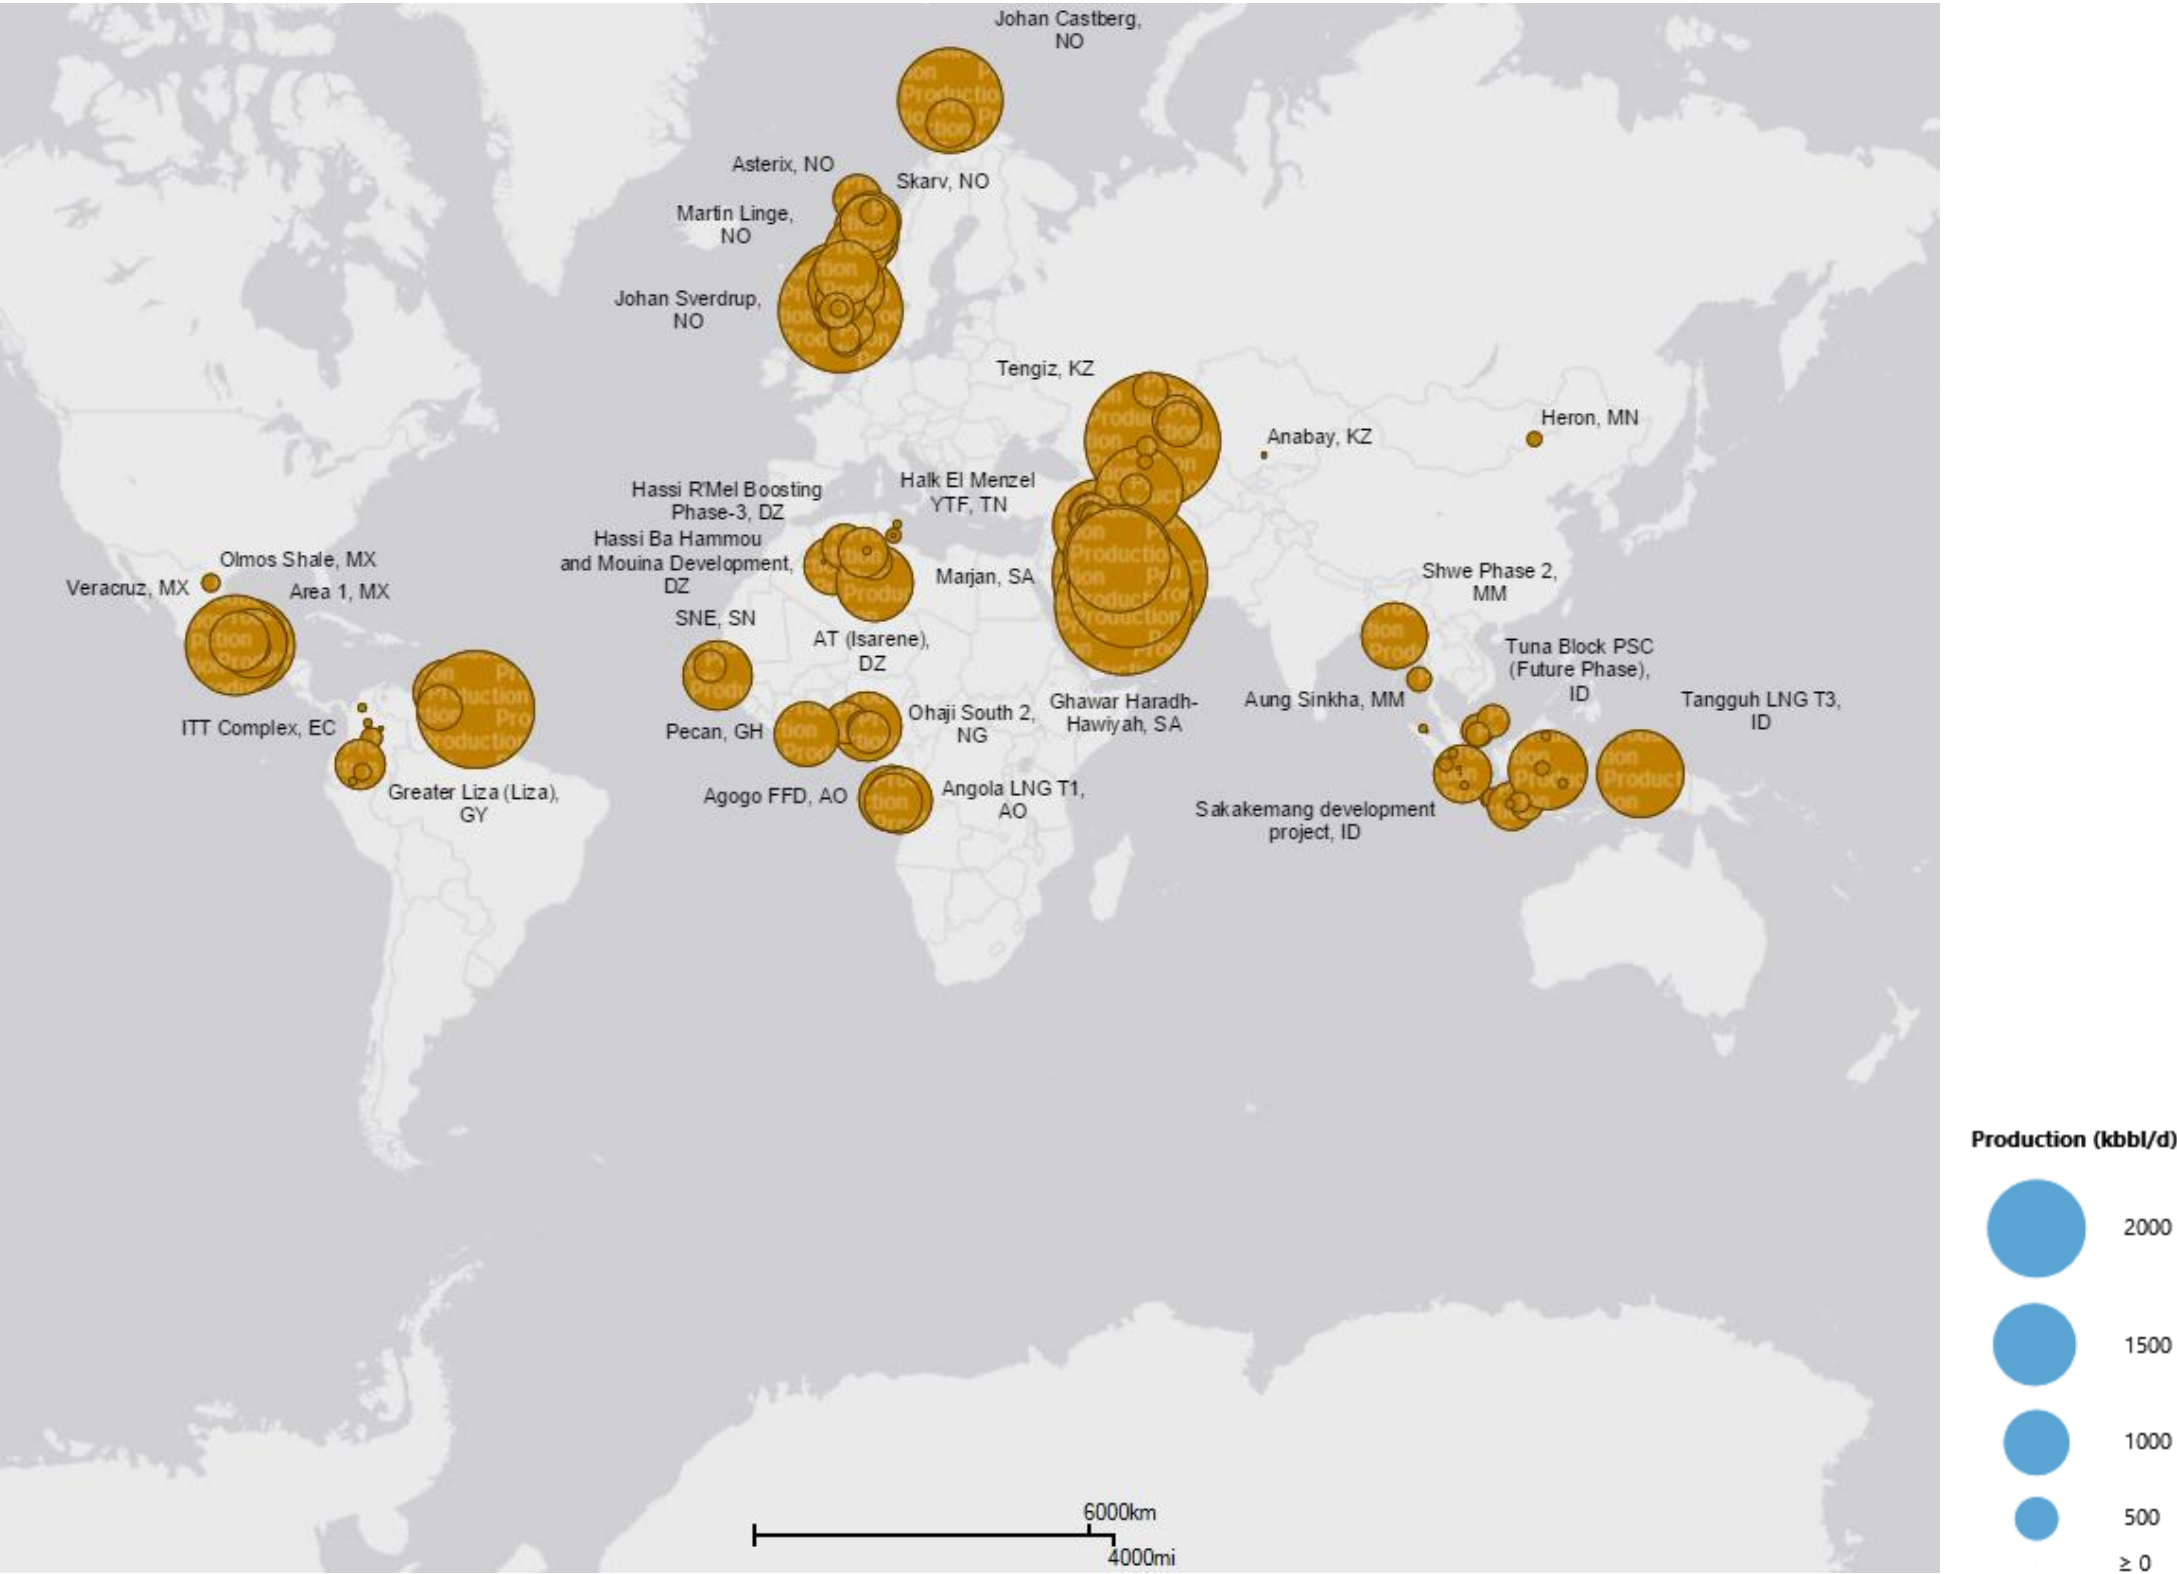 Johan Castberg,
NO
Asterix, NO
Skarv, NO
Martin Linge,
NO
Johan Sverdrup,
NO
Tengiz, KZ
Heron, MN
Anabay, KZ
Halk El Menzel
YTF, TN
Hassi R'Mel Boosting
Phase-3, DZ
Hassi Ba Hammou
and Mouina Development,
DZ
Olmos Shale, MX
Veracruz, MX
Area 1, MX
Marjan, SA
Shwe Phase 2,
MM
SNE, SN
AT (Isarene),
DZ
Tuna Block PSC
(Future Phase),
ID
Aung Sinkha, MM
Ghawar Haradh-
Hawiyah, SA
Tangguh LNG T3,
ID
ITT Complex, EC
Pecan, GH
Ohaji South 2,
NG
Greater Liza (Liza),
GY
Agogo FFD, AO
Angola LNG T1,
AO
Sakakemang development
project, ID
Production (kbbl/d)
2000
1500
1000
500
≥ 0
6000km
4000mi